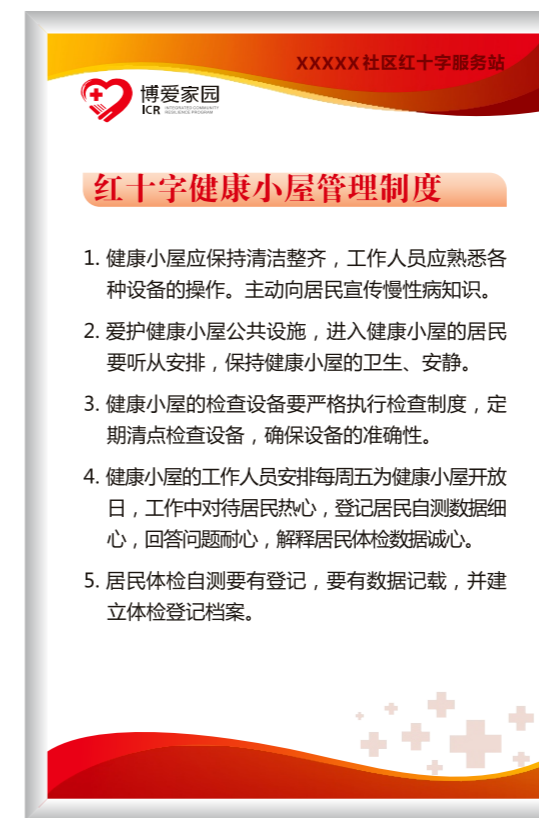 XXXXX社区红十字服务站
博爱家园
ICR INTEGRATED COMMUNITY
RESILIENCE PROGRAM
红十字健康小屋管理制度
1. 健康小屋应保持清洁整齐，工作人员应熟悉各
种设备的操作。主动向居民宣传慢性病知识。
2. 爱护健康小屋公共设施，进入健康小屋的居民
要听从安排，保持健康小屋的卫生、安静。
3. 健康小屋的检查设备要严格执行检查制度，定
期清点检查设备，确保设备的准确性。
4. 健康小屋的工作人员安排每周五为健康小屋开放
日，工作中对待居民热心，登记居民自测数据细
心，回答问题耐心，解释居民体检数据诚心。
5. 居民体检自测要有登记，要有数据记载，并建
立体检登记档案。